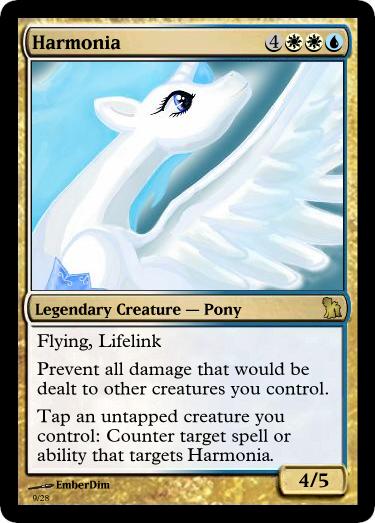 Harmonia 4
Legendary Creature — Pony
Flying, Lifelink
Prevent all damage that would be
dealt to other creatures you control.
Tap an untapped creature you
control: Counter target spell or
ability that targets Harmonia.
4/5
EmberDim
9/28